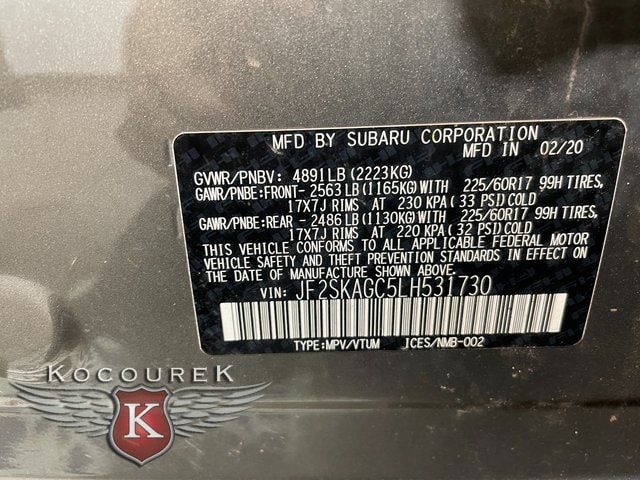 MFD BY SUBARU CORPORATION
MFD IN 02/20
GVWR/PNBV: 4891LB (2223KG)
GAWR/PNBE:FRONT- 2563LB (1165KG)WITH 225/60R17 99H TIRES,
17X7J RIMS AT 230 KPA( 33 PSI)COLD
GAWR/PNBE:REAR - 2486LB (1130KG)WITH 225/60R17 99H TIRES,
17X7J RIMS AT 220 KPA( 32 PSI)COLD
THIS VEHICLE CONFORMS TO ALL APPLICABLE FEDERAL MOTOR
VEHICLE SAFETY AND THEFT PREVENTION STANDARDS IN EFFECT ON
THE DATE OF MANUFACTURE SHOWN ABOVE.
VIN: JF2SKAGC5LH531730
TYPE:MPV/VTUM ICES/NMB-002
KOCOUREK
K